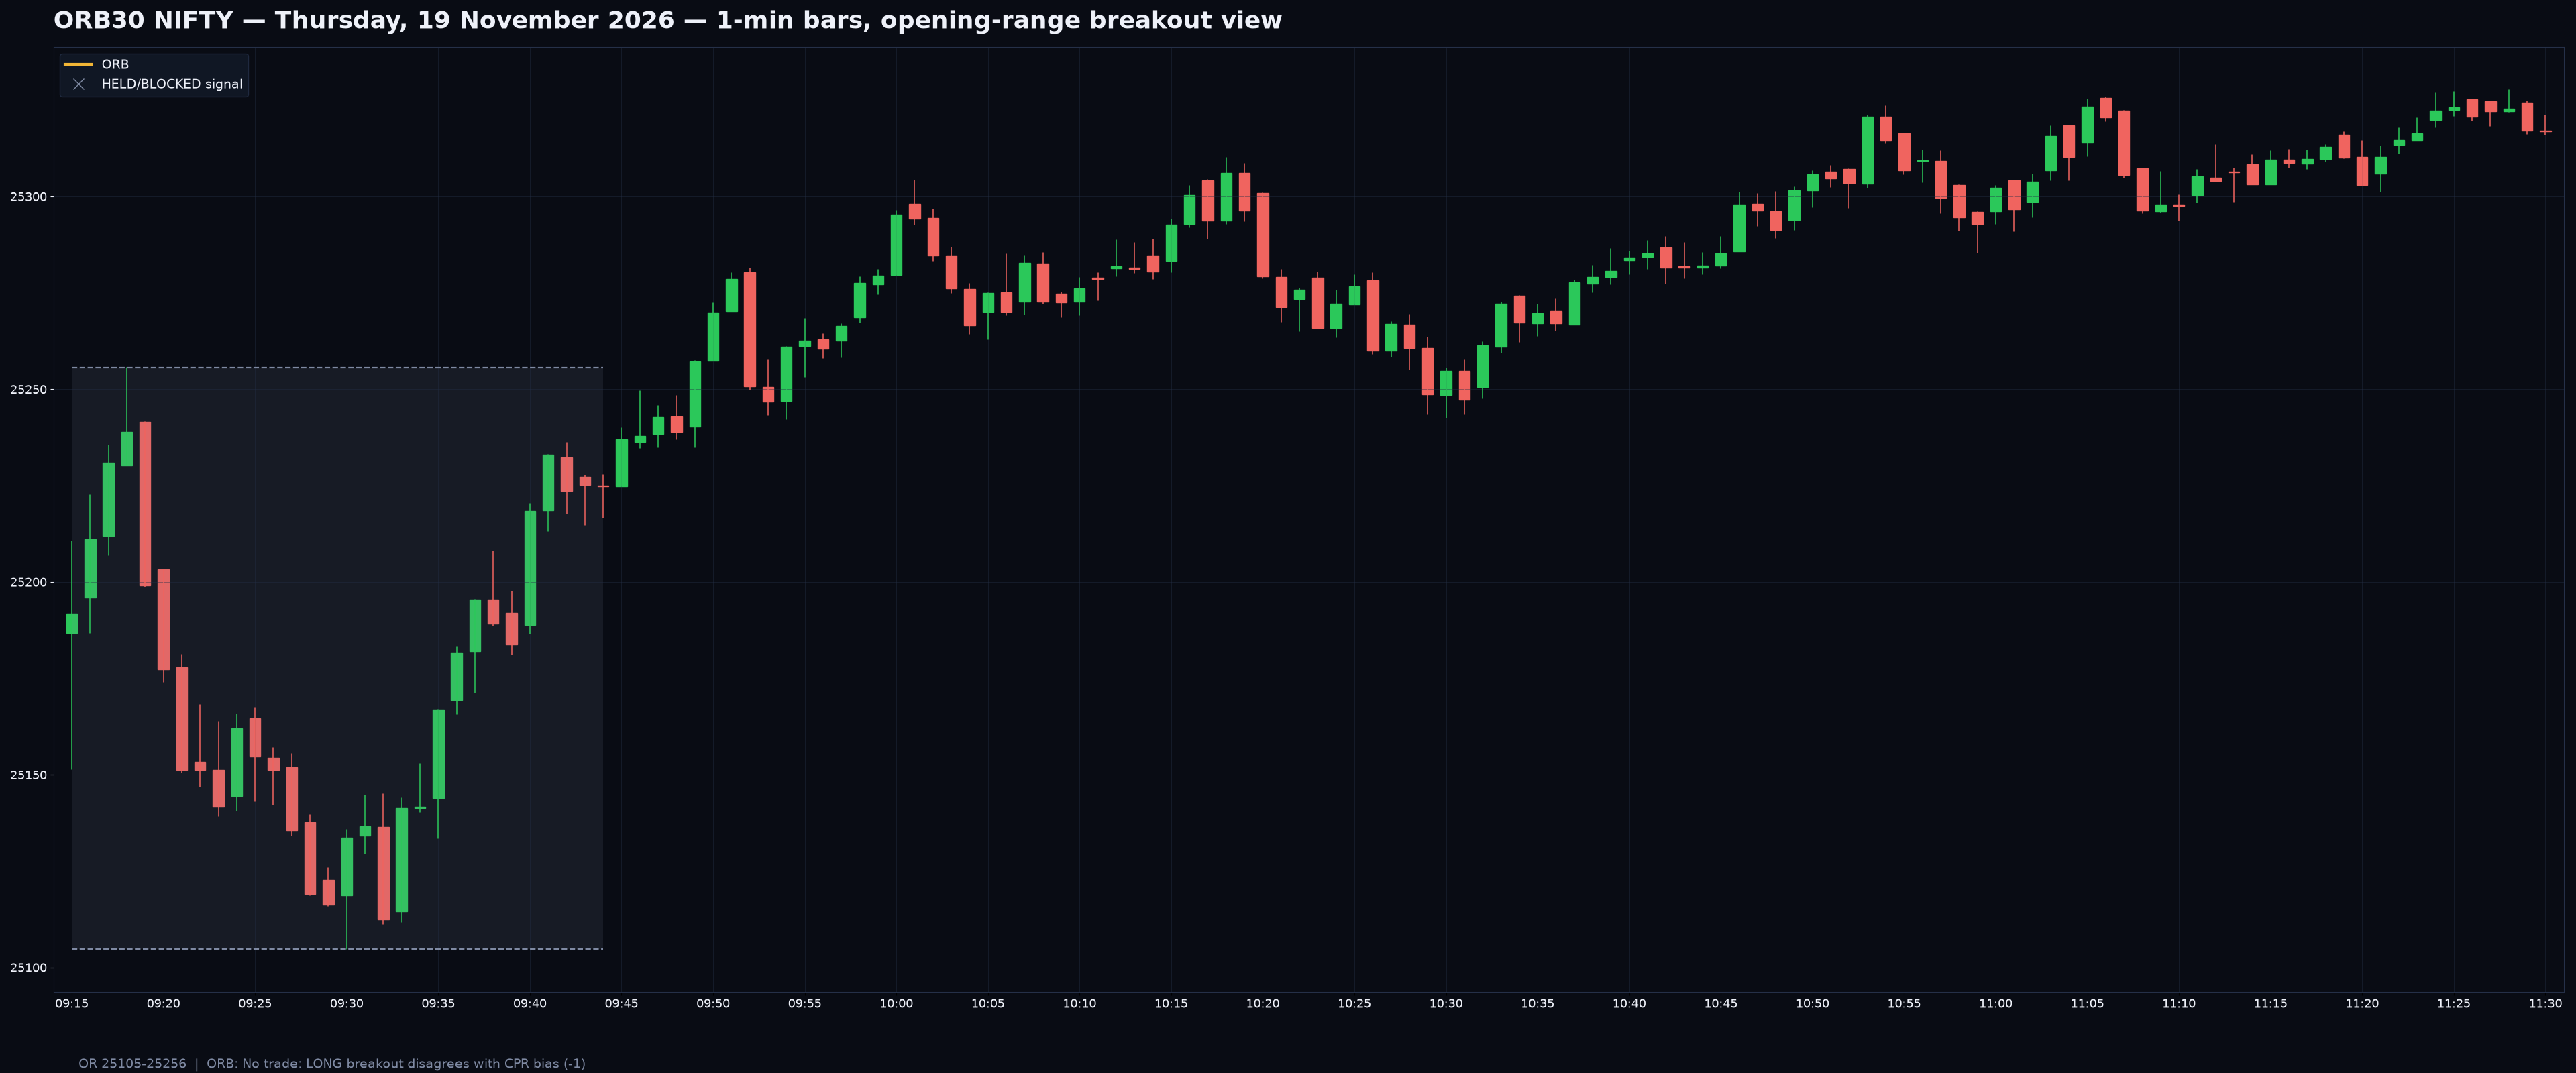 ORB30 NIFTY — Thursday, 19 November 2026 — 1-min bars, opening-range breakout view
ORB
HELD/BLOCKED signal
25300
25250
25200
25150
25100
09:15 09:20 09:25 09:30 09:35 09:40 09:45 09:50 09:55 10:00 10:05 10:10 10:15 10:20 10:25 10:30 10:35 10:40 10:45 10:50 10:55 11:00 11:05 11:10 11:15 11:20 11:25 11:30
OR 25105-25256 | ORB: No trade: LONG breakout disagrees with CPR bias (-1)